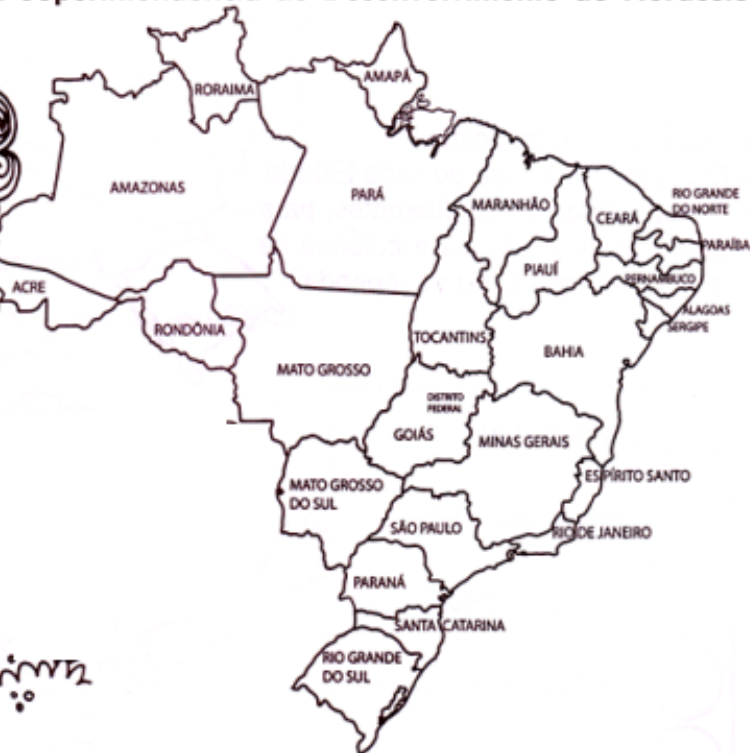 Superintendência de Desenvolvimento do Nordeste
RORAIMA
AMAPÁ
AMAZONAS
PARÁ
MARANHÃO
CEARÁ
RIO GRANDE
DO NORTE
PARAÍBA
PIAUÍ
PERNAMBUCO
ACRE
ALAGOAS
SERGIPE
RONDÔNIA
TOCANTINS
BAHIA
MATO GROSSO
DISTRITO
FEDERAL
GOIÁS
MINAS GERAIS
ESPÍRITO SANTO
MATO GROSSO
DO SUL
SÃO PAULO
RIO DE JANEIRO
PARANÁ
SANTA CATARINA
RIO GRANDE
DO SUL